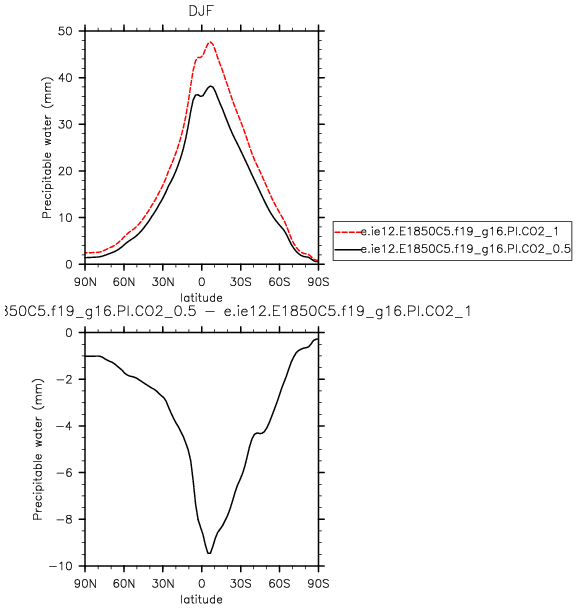 DJF
50
40
30
20
10
0
Precipitable water (mm)
90N 60N 30N 0 30S 60S 90S
latitude
e.ie12.E1850C5.f19_g16.PI.CO2_1
e.ie12.E1850C5.f19_g16.PI.CO2_0.5
350C5.f19_g16.PI.CO2_0.5 – e.ie12.E1850C5.f19_g16.PI.CO2_1
0
−2
−4
−6
−8
−10
Precipitable water (mm)
90N 60N 30N 0 30S 60S 90S
latitude